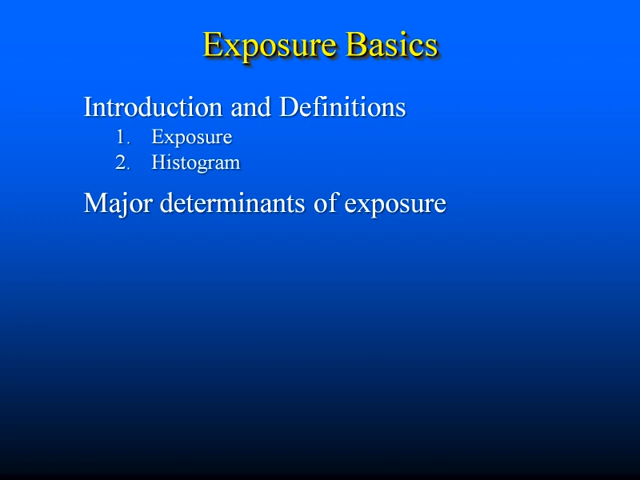 Exposure Basics
Introduction and Definitions
1. Exposure
2. Histogram
Major determinants of exposure